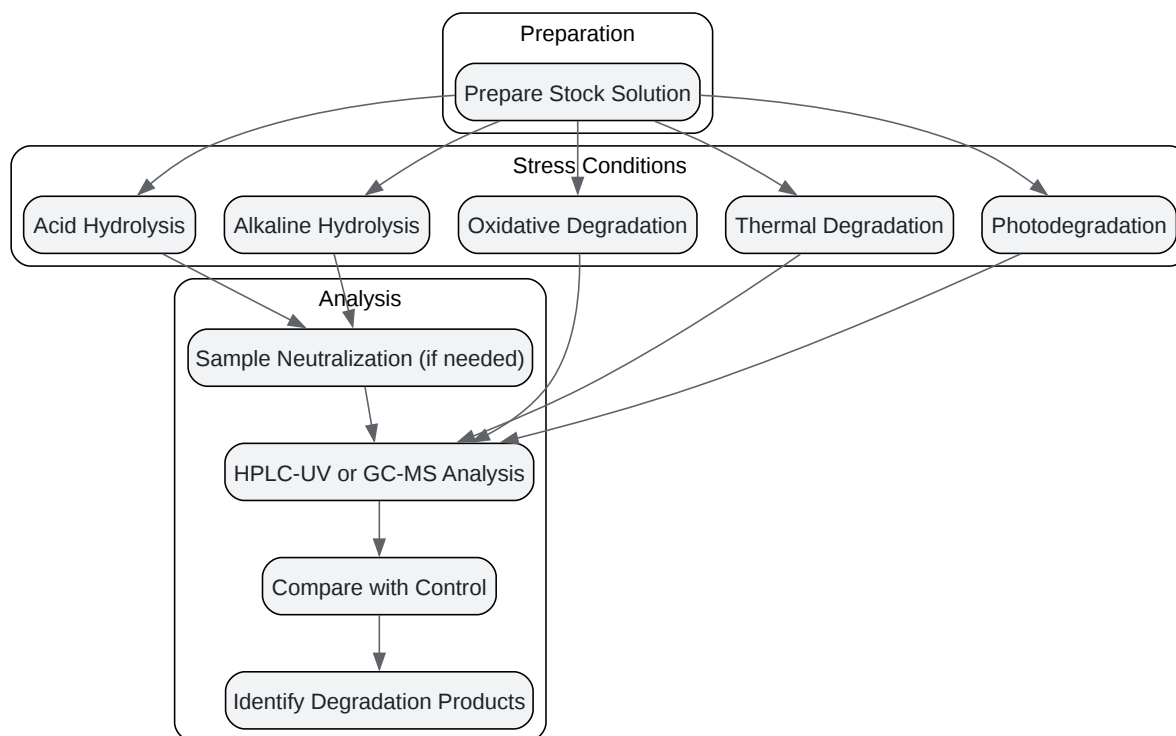 Preparation
Prepare Stock Solution
Stress Conditions
Acid Hydrolysis
Alkaline Hydrolysis
Oxidative Degradation
Thermal Degradation
Photodegradation
Analysis
Sample Neutralization (if needed)
HPLC-UV or GC-MS Analysis
Compare with Control
Identify Degradation Products